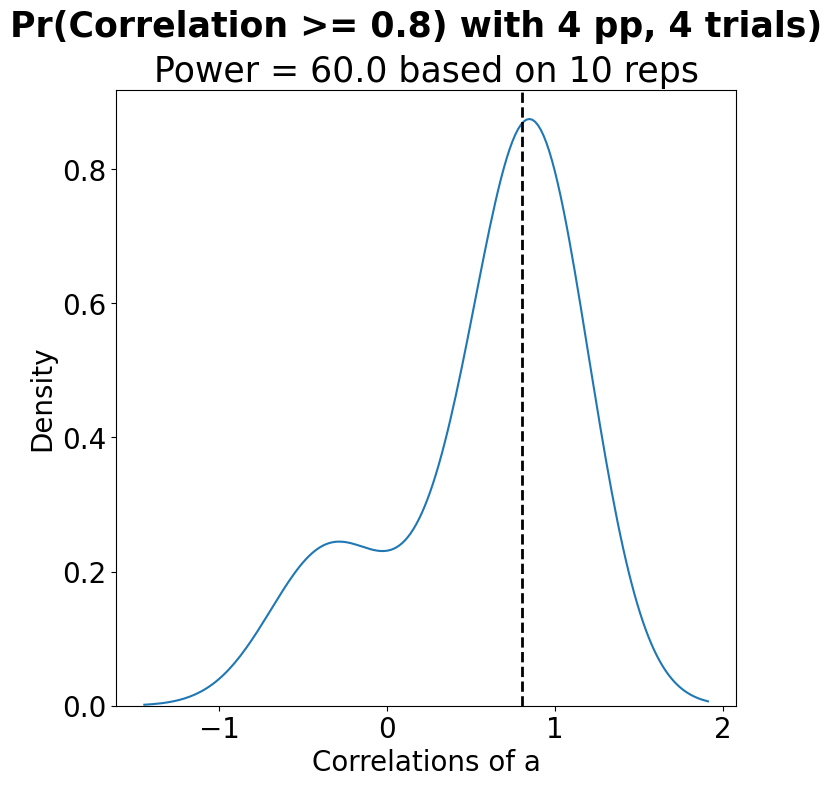 Pr(Correlation >= 0.8) with 4 pp, 4 trials)
Power = 60.0 based on 10 reps
0.8
0.6
0.4
0.2
0.0
Density
−1
0
1
2
Correlations of a